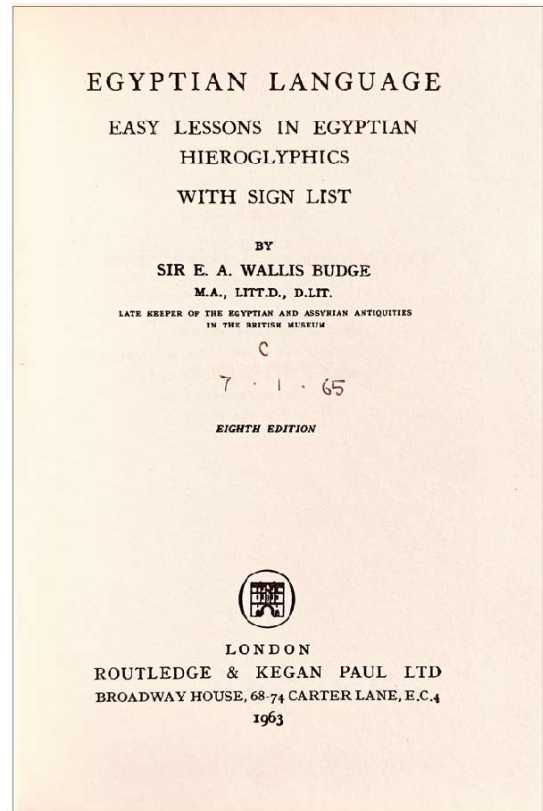 EGYPTIAN LANGUAGE
EASY LESSONS IN EGYPTIAN
HIEROGLYPHICS
WITH SIGN LIST
BY
SIR E. A. WALLIS BUDGE
M.A., LITT.D., D.LIT.
LATE KEEPER OF THE EGYPTIAN AND ASSYRIAN ANTIQUITIES
IN THE BRITISH MUSEUM
C
7 . 1 . 65
EIGHTH EDITION
LONDON
ROUTLEDGE & KEGAN PAUL LTD
BROADWAY HOUSE, 68-74 CARTER LANE, E.C.4
1963